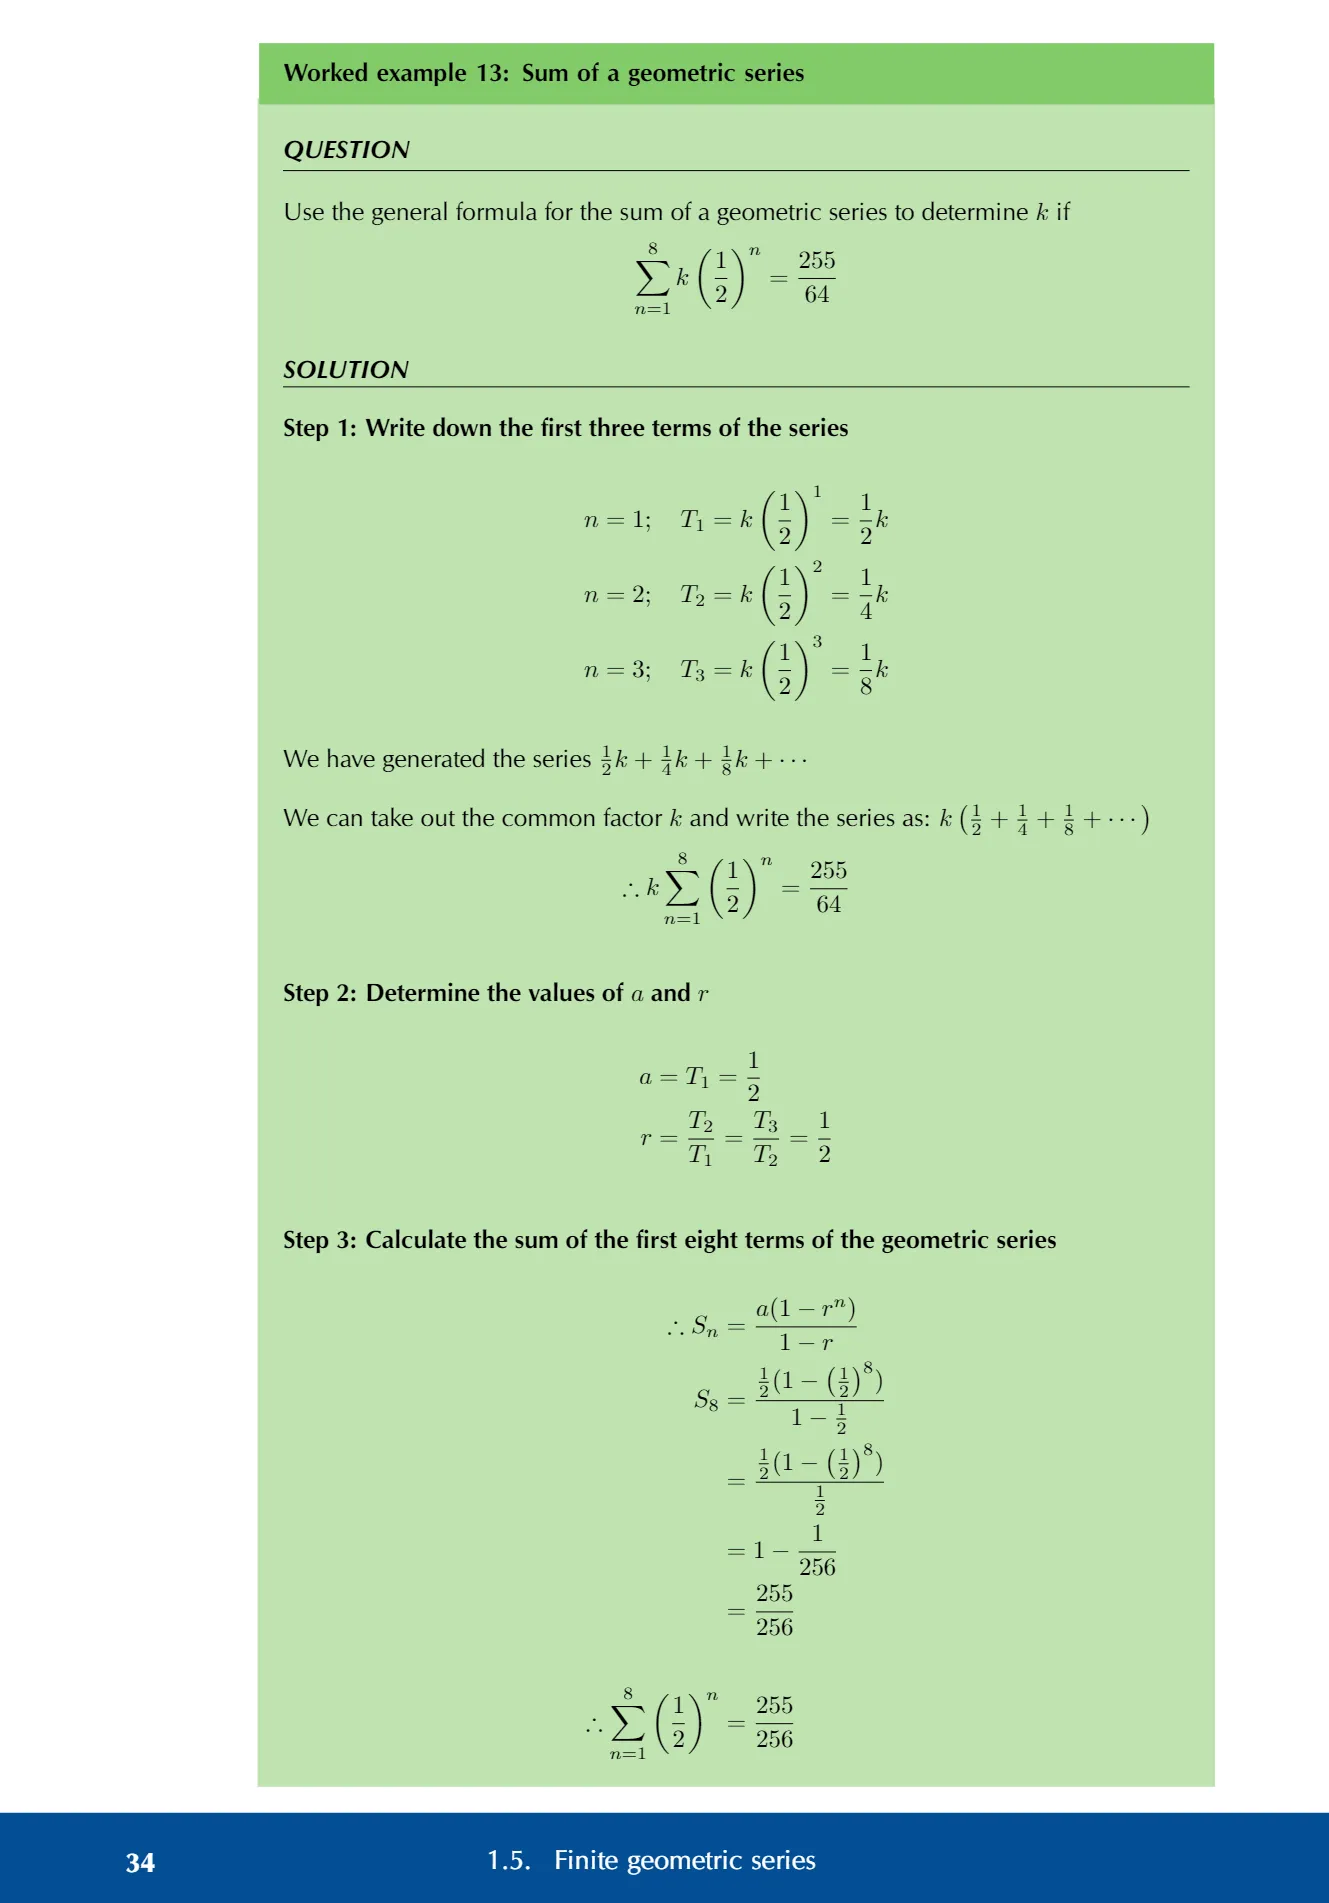 Worked example 13: Sum of a geometric series
QUESTION
Use the general formula for the sum of a geometric series to determine k if
\sum_{n=1}^{8} k \left(\frac{1}{2}\right)^n = \frac{255}{64}
SOLUTION
Step 1: Write down the first three terms of the series
n = 1; T_1 = k \left(\frac{1}{2}\right)^1 = \frac{1}{2}k
n = 2; T_2 = k \left(\frac{1}{2}\right)^2 = \frac{1}{4}k
n = 3; T_3 = k \left(\frac{1}{2}\right)^3 = \frac{1}{8}k
We have generated the series \frac{1}{2}k + \frac{1}{4}k + \frac{1}{8}k + \cdots
We can take out the common factor k and write the series as: k \left(\frac{1}{2} + \frac{1}{4} + \frac{1}{8} + \cdots\right)
∴ k \sum_{n=1}^{8} \left(\frac{1}{2}\right)^n = \frac{255}{64}
Step 2: Determine the values of a and r
a = T_1 = \frac{1}{2}
r = \frac{T_2}{T_1} = \frac{T_3}{T_2} = \frac{1}{2}
Step 3: Calculate the sum of the first eight terms of the geometric series
∴ S_n = \frac{a(1 - r^n)}{1 - r}
S_8 = \frac{\frac{1}{2}(1 - \left(\frac{1}{2}\right)^8)}{1 - \frac{1}{2}}
= \frac{\frac{1}{2}(1 - \left(\frac{1}{2}\right)^8)}{\frac{1}{2}}
= 1 - \frac{1}{256}
= \frac{255}{256}
∴ \sum_{n=1}^{8} \left(\frac{1}{2}\right)^n = \frac{255}{256}
34 1.5. Finite geometric series